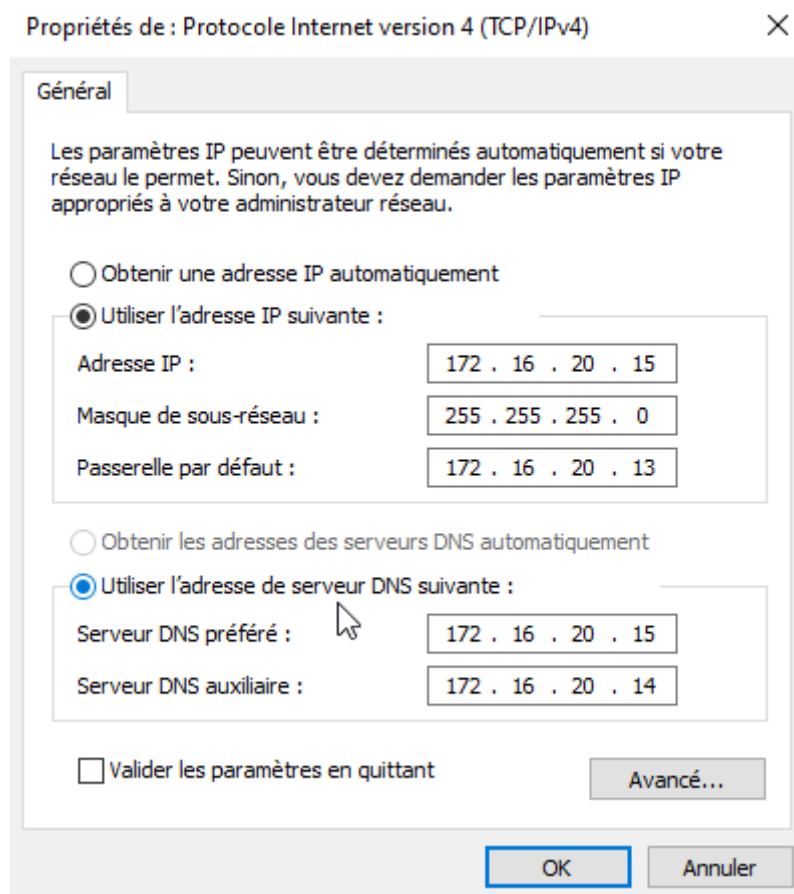 Propriétés de : Protocole Internet version 4 (TCP/IPv4)
Général
Les paramètres IP peuvent être déterminés automatiquement si votre
réseau le permet. Sinon, vous devez demander les paramètres IP
appropriés à votre administrateur réseau.
Obtenir une adresse IP automatiquement
Utiliser l’adresse IP suivante :
Adresse IP : 172 . 16 . 20 . 15
Masque de sous-réseau : 255 . 255 . 255 . 0
Passerelle par défaut : 172 . 16 . 20 . 13
Obtenir les adresses des serveurs DNS automatiquement
Utiliser l’adresse de serveur DNS suivante :
Serveur DNS préféré : 172 . 16 . 20 . 15
Serveur DNS auxiliaire : 172 . 16 . 20 . 14
Valider les paramètres en quittant
Avancé...
OK Annuler